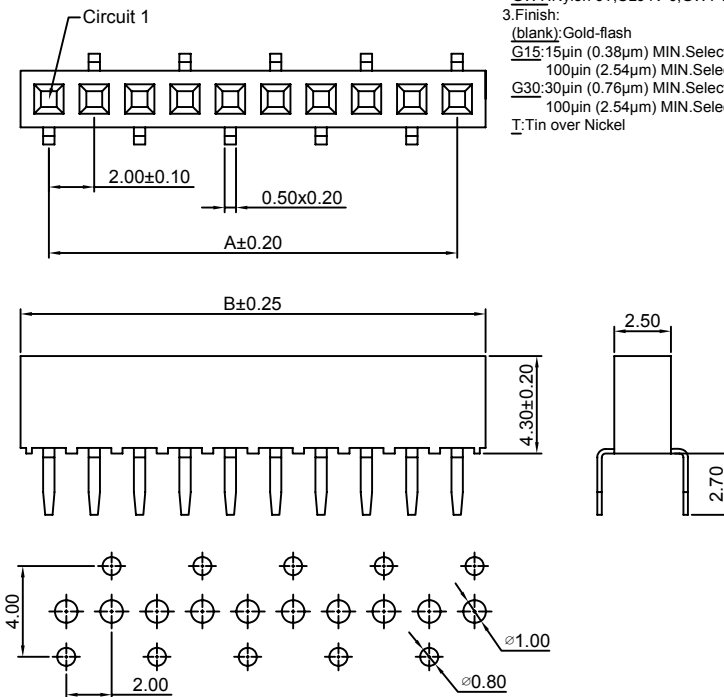 Circuit 1
3.Finish:
(blank):Gold-flash
G15:15µin (0.38µm) MIN.Selec
100µin (2.54µm) MIN.Sele
G30:30µin (0.76µm) MIN.Selec
100µin (2.54µm) MIN.Sele
T:Tin over Nickel
2.00±0.10
0.50x0.20
A±0.20
B±0.25
2.50
4.30±0.20
2.70
4.00
2.00
⌀1.00
⌀0.80